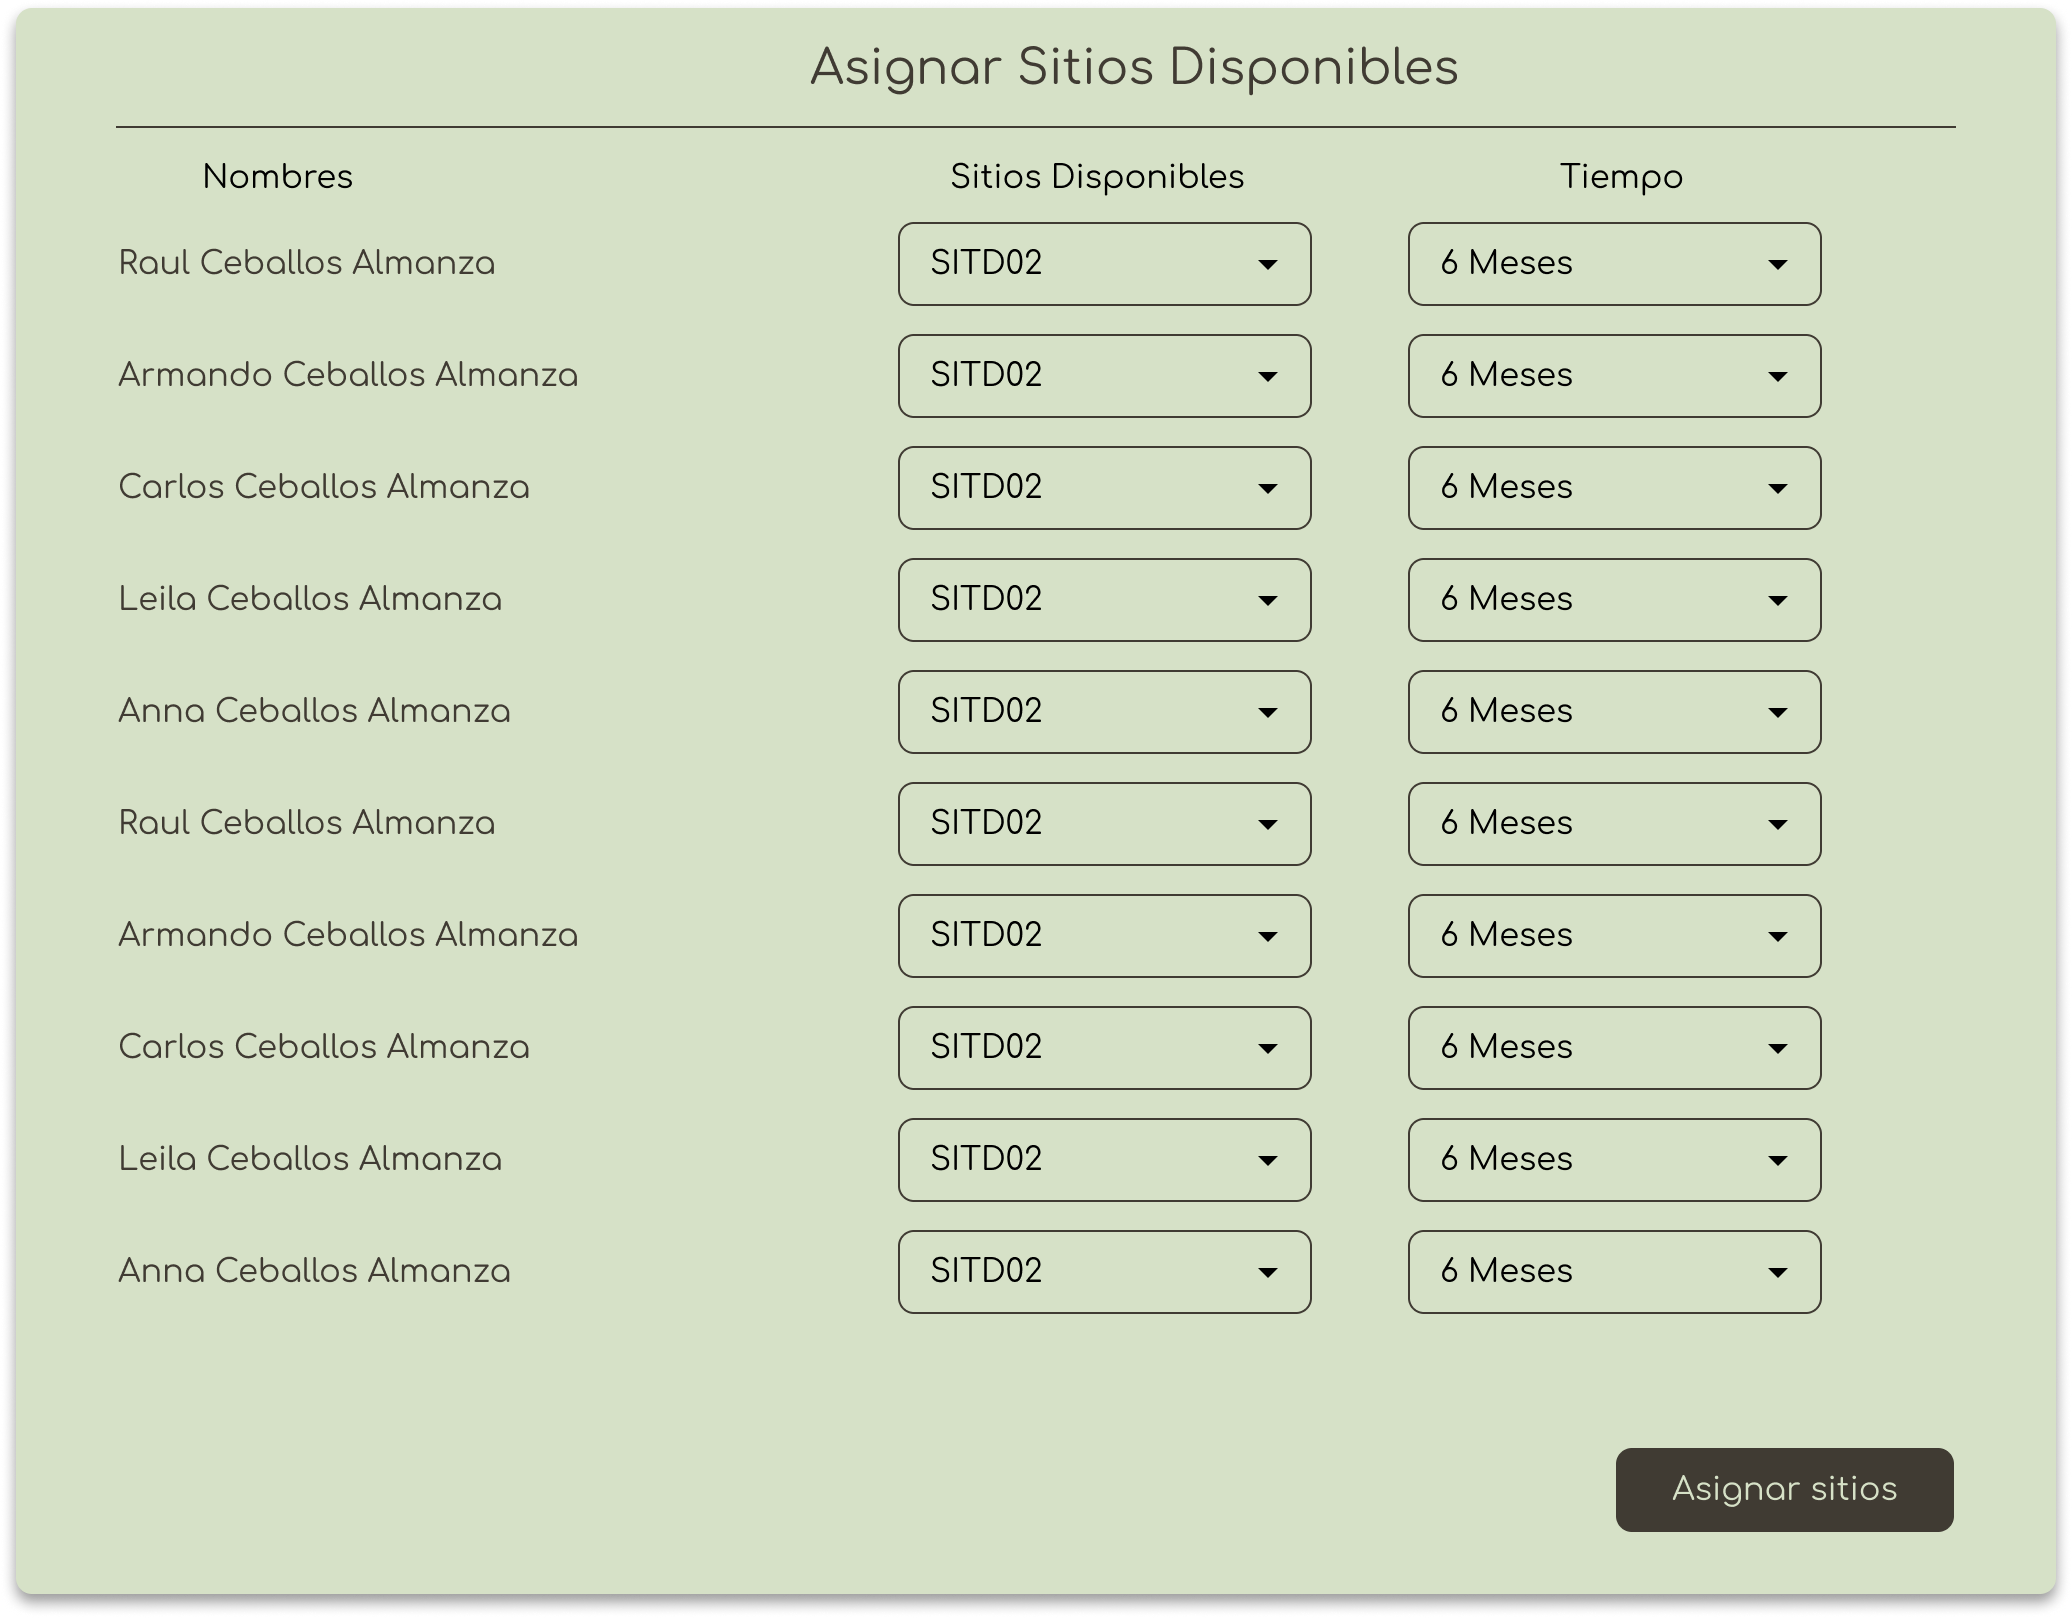 Asignar Sitios Disponibles
Nombres Sitios Disponibles Tiempo
Raul Ceballos Almanza SITD02 6 Meses
Armando Ceballos Almanza SITD02 6 Meses
Carlos Ceballos Almanza SITD02 6 Meses
Leila Ceballos Almanza SITD02 6 Meses
Anna Ceballos Almanza SITD02 6 Meses
Raul Ceballos Almanza SITD02 6 Meses
Armando Ceballos Almanza SITD02 6 Meses
Carlos Ceballos Almanza SITD02 6 Meses
Leila Ceballos Almanza SITD02 6 Meses
Anna Ceballos Almanza SITD02 6 Meses
Asignar sitios